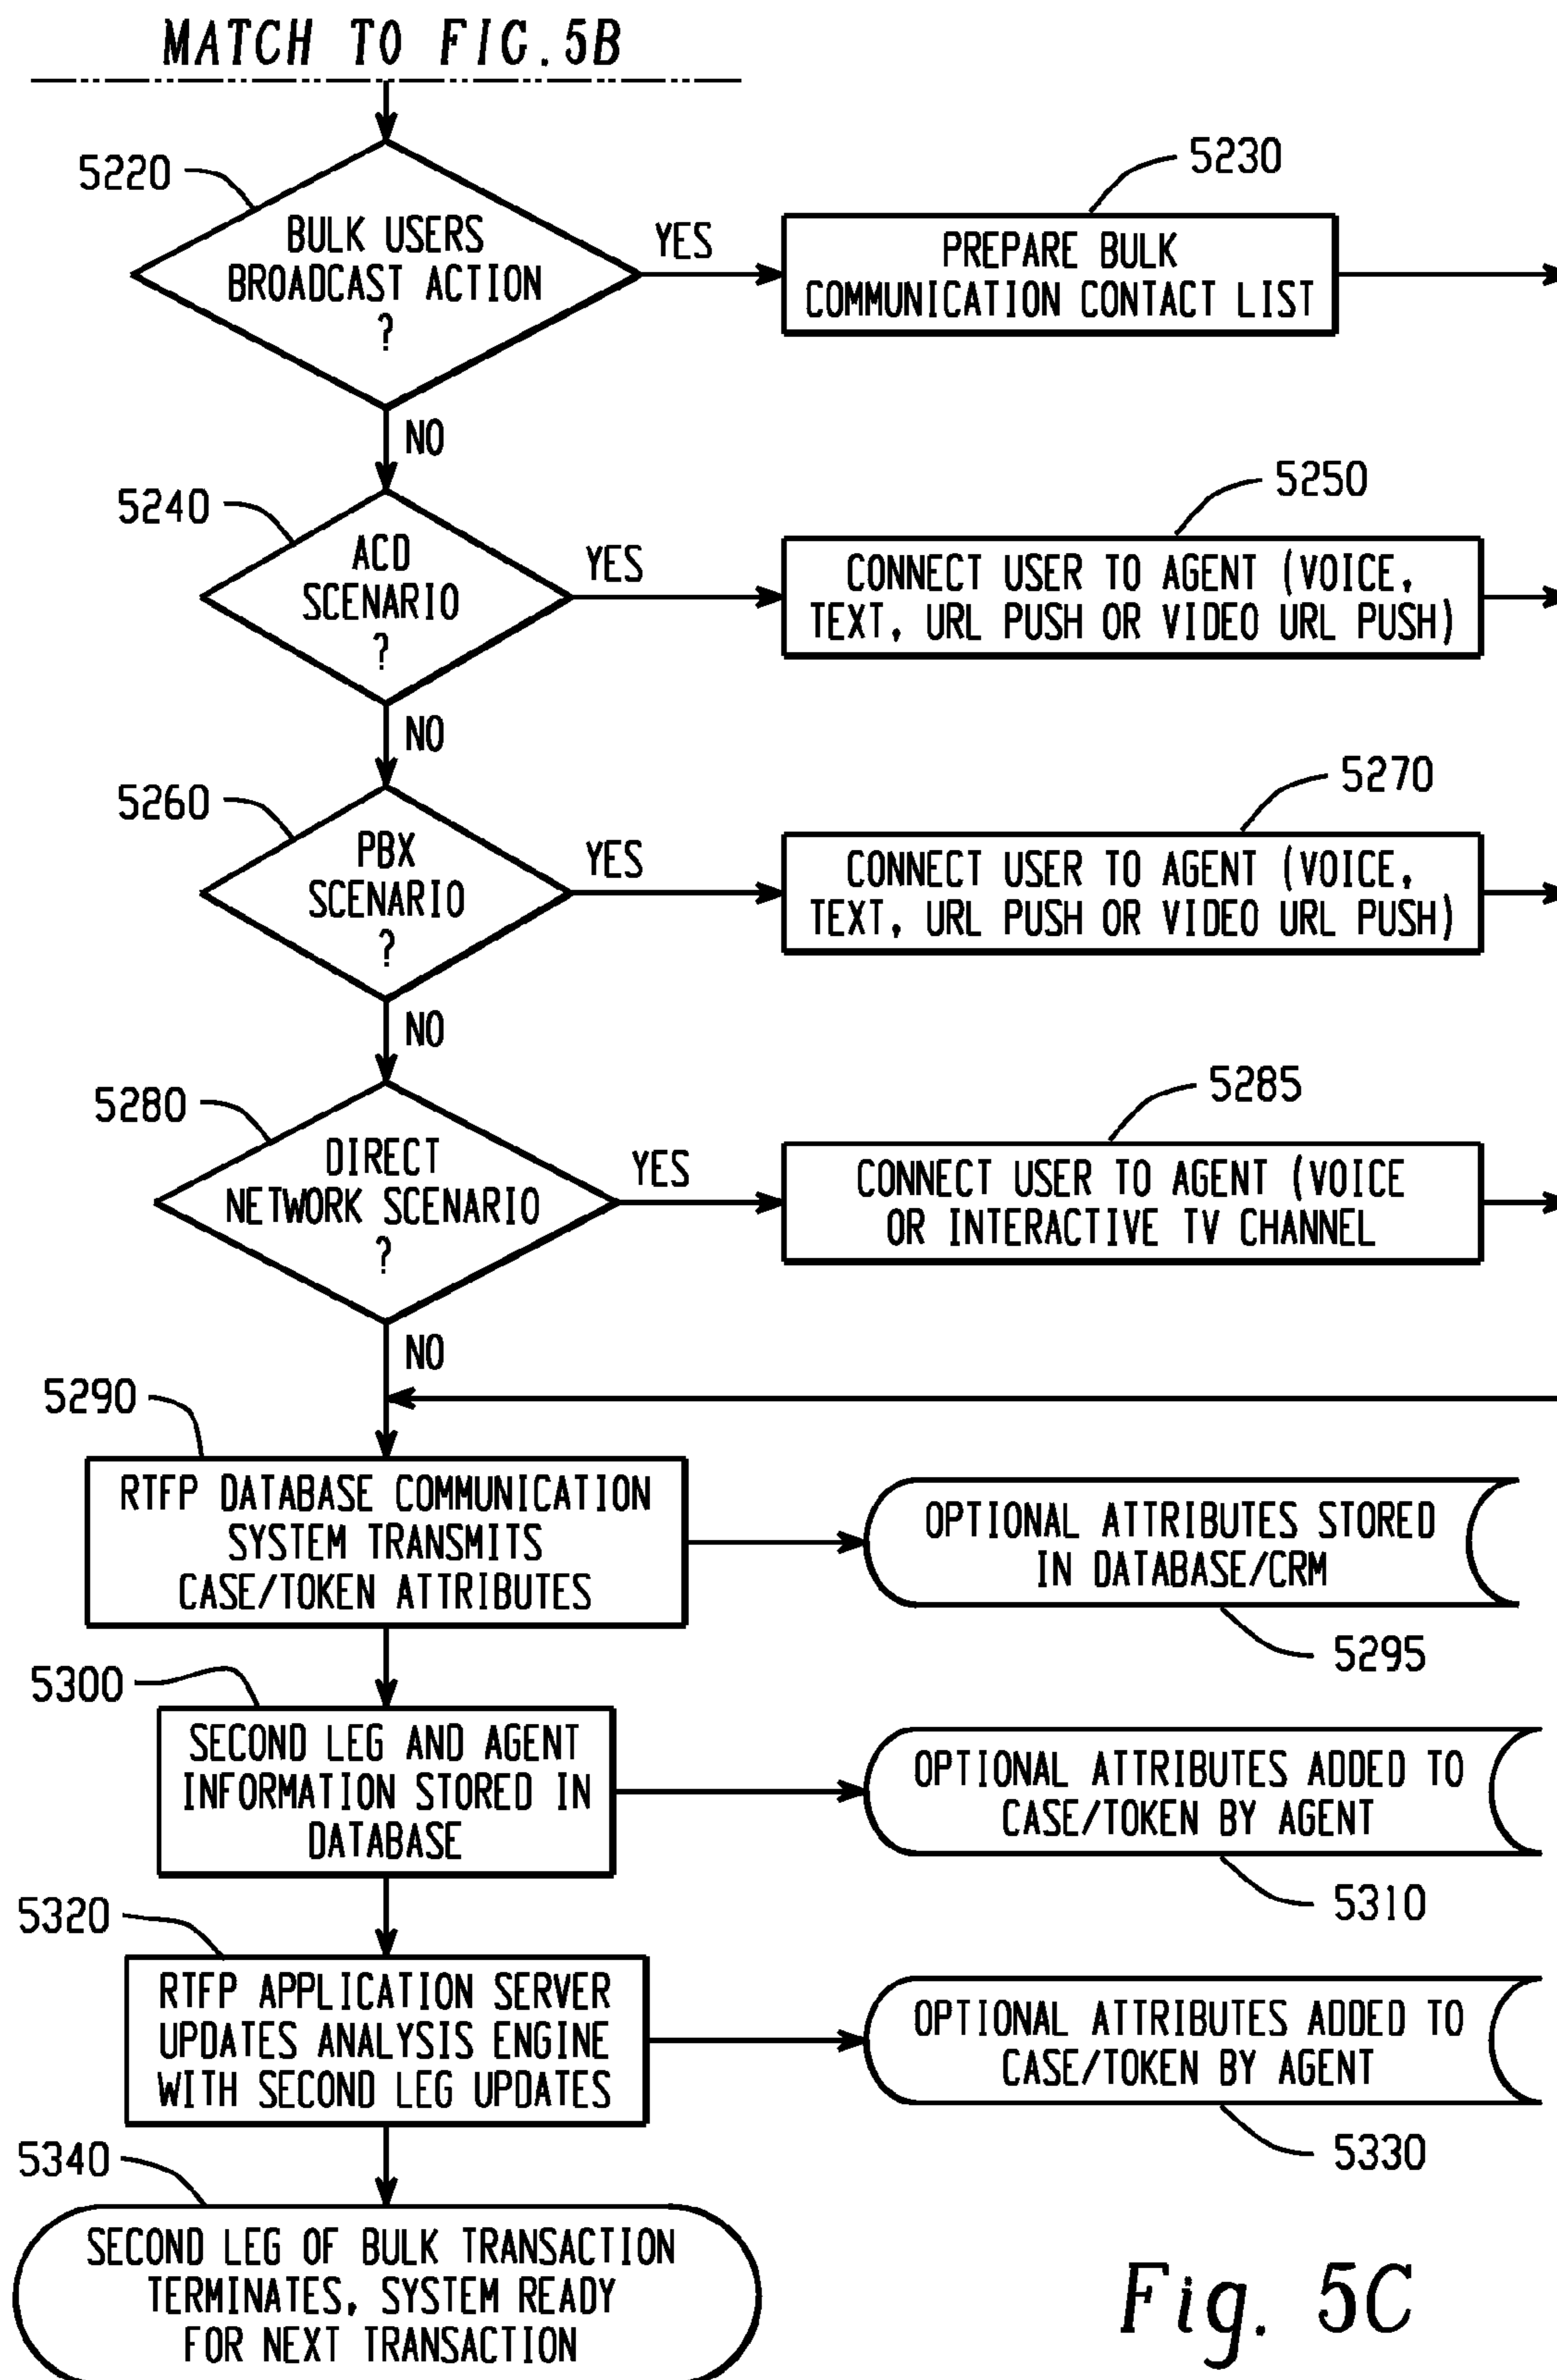 MATCH TO FIG.5B
5220
BULK USERS
BROADCAST ACTION
?
YES
5230
PREPARE BULK
COMMUNICATION CONTACT LIST
NO
5240
ACD
SCENARIO
?
YES
5250
CONNECT USER TO AGENT (VOICE,
TEXT, URL PUSH OR VIDEO URL PUSH)
NO
5260
PBX
SCENARIO
?
YES
5270
CONNECT USER TO AGENT (VOICE,
TEXT, URL PUSH OR VIDEO URL PUSH)
NO
5280
DIRECT
NETWORK SCENARIO
?
YES
5285
CONNECT USER TO AGENT (VOICE
OR INTERACTIVE TV CHANNEL
NO
5290
RTFP DATABASE COMMUNICATION
SYSTEM TRANSMITS
CASE/TOKEN ATTRIBUTES
OPTIONAL ATTRIBUTES STORED
IN DATABASE/CRM
5295
5300
SECOND LEG AND AGENT
INFORMATION STORED IN
DATABASE
OPTIONAL ATTRIBUTES ADDED TO
CASE/TOKEN BY AGENT
5310
5320
RTFP APPLICATION SERVER
UPDATES ANALYSIS ENGINE
WITH SECOND LEG UPDATES
OPTIONAL ATTRIBUTES ADDED TO
CASE/TOKEN BY AGENT
5330
5340
SECOND LEG OF BULK TRANSACTION
TERMINATES, SYSTEM READY
FOR NEXT TRANSACTION
Fig. 5C